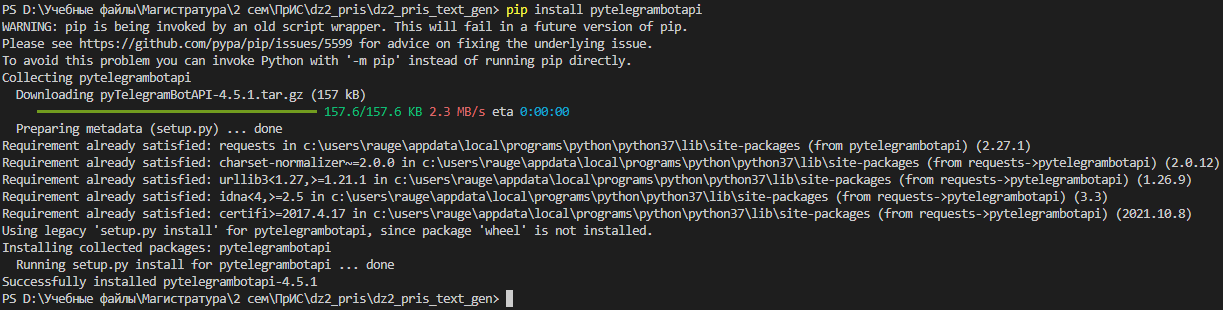 PS D:\Учебные файлы\Магистратура\2 сем\ПрИС\dz2_pris\dz2_pris_text_gen> pip install pytelegrambotapi
WARNING: pip is being invoked by an old script wrapper. This will fail in a future version of pip.
Please see https://github.com/pypa/pip/issues/5599 for advice on fixing the underlying issue.
To avoid this problem you can invoke Python with '-m pip' instead of running pip directly.
Collecting pytelegrambotapi
Downloading pyTelegramBotAPI-4.5.1.tar.gz (157 kB)
157.6/157.6 KB 2.3 MB/s eta 0:00:00
Preparing metadata (setup.py) ... done
Requirement already satisfied: requests in c:\users\rauge\appdata\local\programs\python\python37\lib\site-packages (from pytelegrambotapi) (2.27.1)
Requirement already satisfied: charset-normalizer~=2.0.0 in c:\users\rauge\appdata\local\programs\python\python37\lib\site-packages (from requests->pytelegrambotapi) (2.0.12)
Requirement already satisfied: urllib3<1.27,>=1.21.1 in c:\users\rauge\appdata\local\programs\python\python37\lib\site-packages (from requests->pytelegrambotapi) (1.26.9)
Requirement already satisfied: idna<4,>=2.5 in c:\users\rauge\appdata\local\programs\python\python37\lib\site-packages (from requests->pytelegrambotapi) (3.3)
Requirement already satisfied: certifi>=2017.4.17 in c:\users\rauge\appdata\local\programs\python\python37\lib\site-packages (from requests->pytelegrambotapi) (2021.10.8)
Using legacy 'setup.py install' for pytelegrambotapi, since package 'wheel' is not installed.
Installing collected packages: pytelegrambotapi
Running setup.py install for pytelegrambotapi ... done
Successfully installed pytelegrambotapi-4.5.1
PS D:\Учебные файлы\Магистратура\2 сем\ПрИС\dz2_pris\dz2_pris_text_gen>